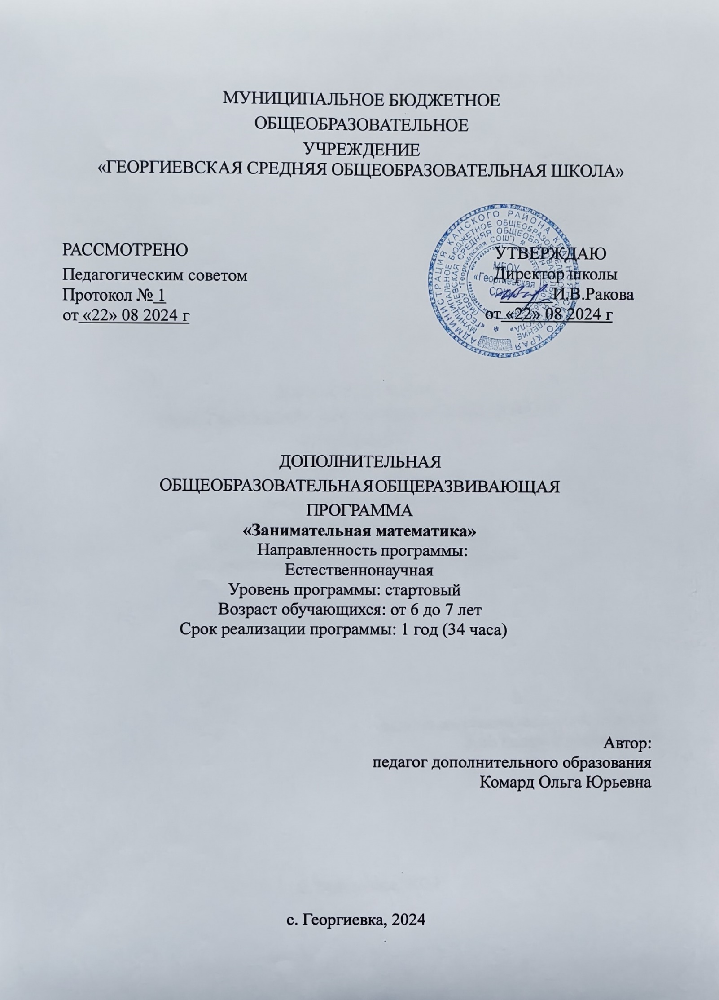 МУНИЦИПАЛЬНОЕ БЮДЖЕТНОЕ
ОБЩЕОБРАЗОВАТЕЛЬНОЕ
УЧРЕЖДЕНИЕ
«ГЕОРГИЕВСКАЯ СРЕДНЯЯ ОБЩЕОБРАЗОВАТЕЛЬНАЯ ШКОЛА»
РАССМОТРЕНО
Педагогическим советом
Протокол № 1
от «22» 08 2024 г
УТВЕРЖДАЮ
Директор школы
И.В.Ракова
от «22» 08 2024 г
АДМИНИСТРАЦИЯ КАНСКОГО РАЙОНА КРАСНОЯРСКОГО КРАЯ
МУНИЦИПАЛЬНОЕ БЮДЖЕТНОЕ ОБЩЕОБРАЗОВАТЕЛЬНОЕ УЧРЕЖДЕНИЕ
«ГЕОРГИЕВСКАЯ СРЕДНЯЯ ОБЩЕОБРАЗОВАТЕЛЬНАЯ ШКОЛА»
(МБОУ "Георгиевская СОШ")
МБОУ
«Георгиевская
СОШ»
ДОПОЛНИТЕЛЬНАЯ
ОБЩЕОБРАЗОВАТЕЛЬНАЯ ОБЩЕРАЗВИВАЮЩАЯ
ПРОГРАММА
«Занимательная математика»
Направленность программы:
Естественнонаучная
Уровень программы: стартовый
Возраст обучающихся: от 6 до 7 лет
Срок реализации программы: 1 год (34 часа)
Автор:
педагог дополнительного образования
Комард Ольга Юрьевна
с. Георгиевка, 2024